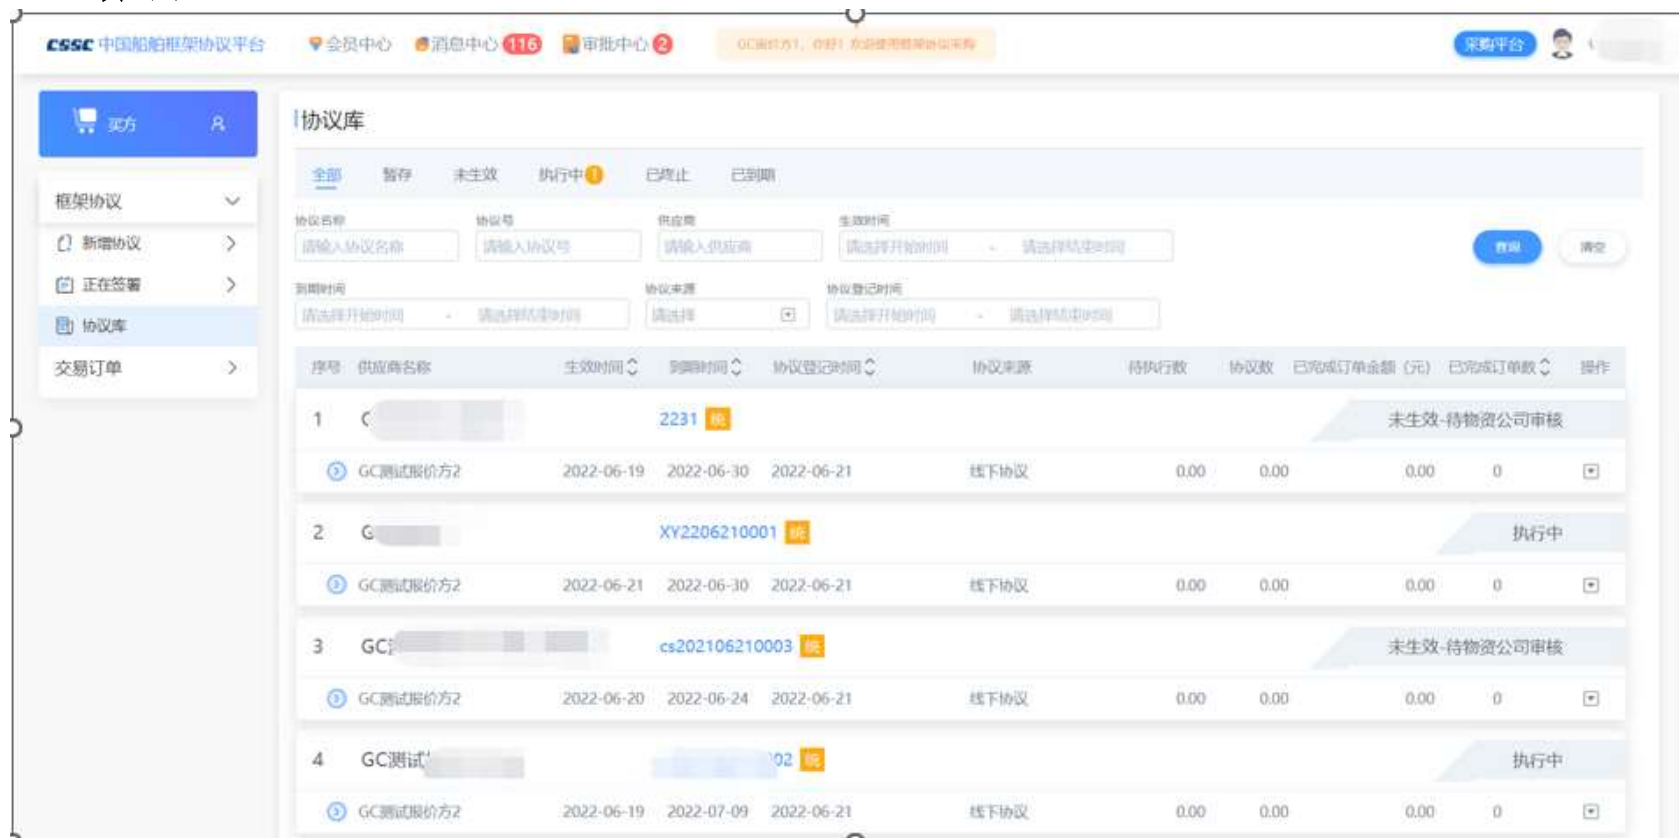 CSSC 中国船舶框架协议平台 会员中心 消息中心 116 审批中心 2 采购平台
买方
协议库
全部 暂存 未生效 执行中 1 已终止 已到期
框架协议
新增协议
正在签署
协议库
交易订单
协议名称 协议号 供应商 生效时间
请输入协议名称 请输入协议号 请输入供应商 请选择开始时间 - 请选择结束时间 查询 清空
到期时间 协议来源 协议登记时间
请选择开始时间 - 请选择结束时间 请选择 请选择开始时间 - 请选择结束时间
序号 供应商名称 生效时间 到期时间 协议登记时间 协议来源 待执行数 协议数 已完成订单金额 (元) 已完成订单数 操作
1 2231 统 未生效-待物资公司审核
GC测试报价方2 2022-06-19 2022-06-30 2022-06-21 线下协议 0.00 0.00 0.00 0
2 G XY2206210001 统 执行中
GC测试报价方2 2022-06-21 2022-06-30 2022-06-21 线下协议 0.00 0.00 0.00 0
3 GC cs202106210003 统 未生效-待物资公司审核
GC测试报价方2 2022-06-20 2022-06-24 2022-06-21 线下协议 0.00 0.00 0.00 0
4 GC测试 02 统 执行中
GC测试报价方2 2022-06-19 2022-07-09 2022-06-21 线下协议 0.00 0.00 0.00 0